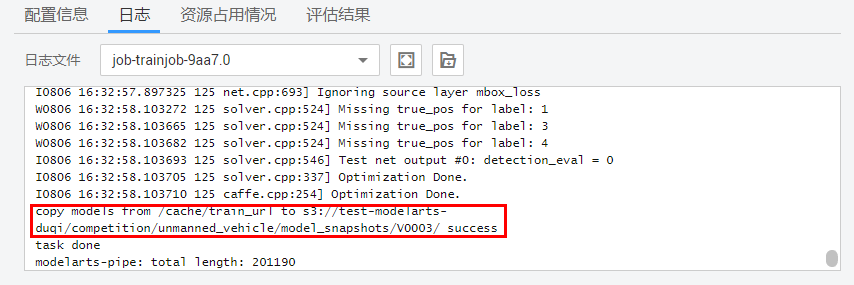 配置信息 日志 资源占用情况 评估结果
日志文件 job-trainjob-9aa7.0
I0806 16:32:57.897325 125 net.cpp:693] Ignoring source layer mbox_loss
W0806 16:32:58.103272 125 solver.cpp:524] Missing true_pos for label: 1
W0806 16:32:58.103665 125 solver.cpp:524] Missing true_pos for label: 3
W0806 16:32:58.103682 125 solver.cpp:524] Missing true_pos for label: 4
I0806 16:32:58.103693 125 solver.cpp:546] Test net output #0: detection_eval = 0
I0806 16:32:58.103705 125 solver.cpp:337] Optimization Done.
I0806 16:32:58.103710 125 caffe.cpp:254] Optimization Done.
copy models from /cache/train_url to s3://test-modelarts-
duqi/competition/unmanned_vehicle/model_snapshots/V0003/ success
task done
modelarts-pipe: total length: 201190